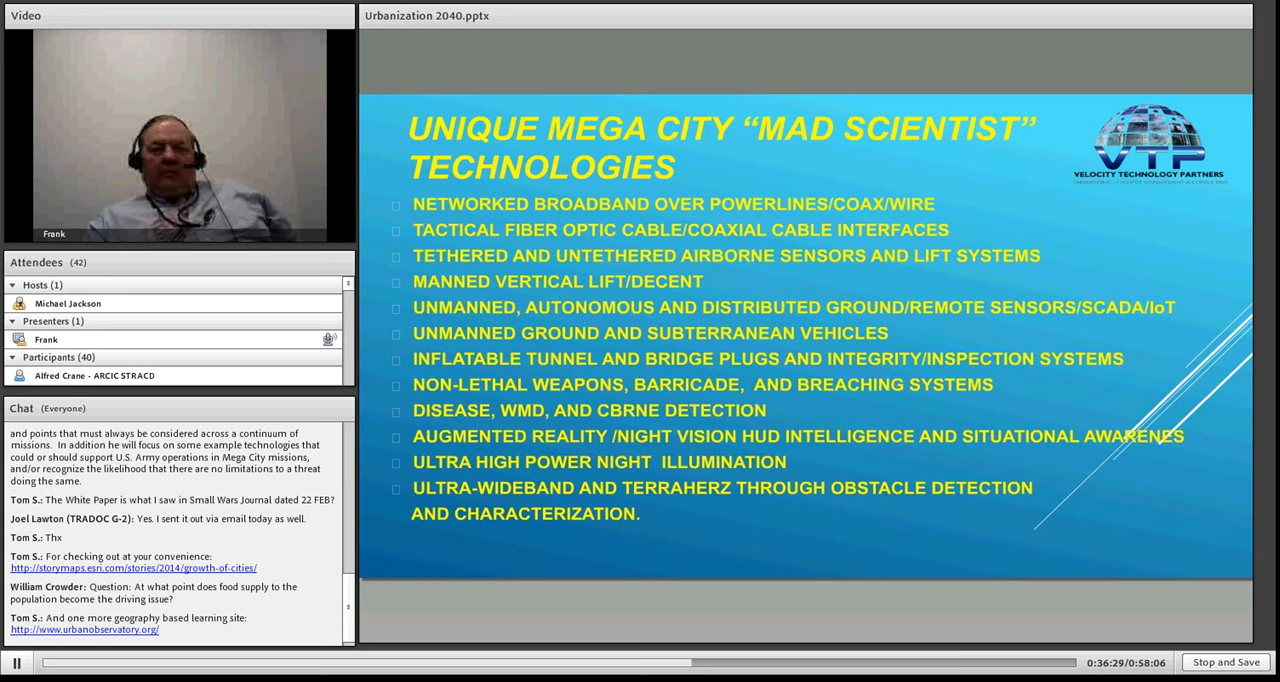 Video
Frank
Attendees (42)
Hosts (1)
Michael Jackson
Presenters (1)
Frank
Participants (40)
Alfred Crane - ARCIC STRACD
Chat (Everyone)
and points that must always be considered across a continuum of
missions. In addition he will focus on some example technologies that
could or should support U.S. Army operations in Mega City missions,
and/or recognize the likelihood that there are no limitations to a threat
doing the same.
Tom S.: The White Paper is what I saw in Small Wars Journal dated 22 FEB?
Joel Lawton (TRADOC G-2): Yes. I sent it out via email today as well.
Tom S.: Thx
Tom S.: For checking out at your convenience:
http://storymaps.esri.com/stories/2014/growth-of-cities/
William Crowder: Question: At what point does food supply to the
population become the driving issue?
Tom S.: And one more geography based learning site:
http://www.urbanobservatory.org/
Urbanization 2040.pptx
UNIQUE MEGA CITY “MAD SCIENTIST”
TECHNOLOGIES
VTP
VELOCITY TECHNOLOGY PARTNERS
NETWORKED BROADBAND OVER POWERLINES/COAX/WIRE
TACTICAL FIBER OPTIC CABLE/COAXIAL CABLE INTERFACES
TETHERED AND UNTETHERED AIRBORNE SENSORS AND LIFT SYSTEMS
MANNED VERTICAL LIFT/DECENT
UNMANNED, AUTONOMOUS AND DISTRIBUTED GROUND/REMOTE SENSORS/SCADA/IoT
UNMANNED GROUND AND SUBTERRANEAN VEHICLES
INFLATABLE TUNNEL AND BRIDGE PLUGS AND INTEGRITY/INSPECTION SYSTEMS
NON-LETHAL WEAPONS, BARRICADE, AND BREACHING SYSTEMS
DISEASE, WMD, AND CBRNE DETECTION
AUGMENTED REALITY /NIGHT VISION HUD INTELLIGENCE AND SITUATIONAL AWARENES
ULTRA HIGH POWER NIGHT ILLUMINATION
ULTRA-WIDEBAND AND TERRAHERZ THROUGH OBSTACLE DETECTION
AND CHARACTERIZATION.
0:36:29/0:58:06
Stop and Save